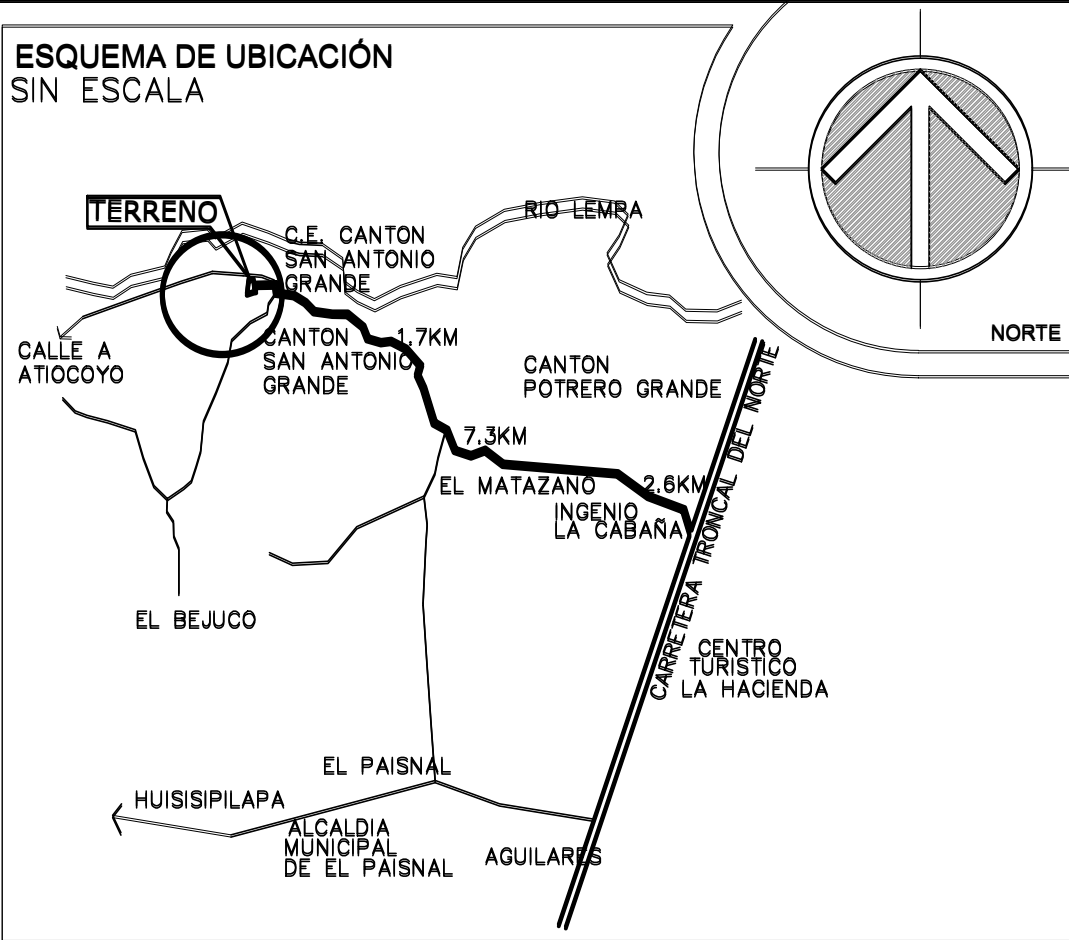 ESQUEMA DE UBICACIÓN
SIN ESCALA
NORTE
TERRENO
RIO LEMPA
C.E. CANTON
SAN ANTONIO
GRANDE
CALLE A
ATIOCOYO
CANTON
SAN ANTONIO
GRANDE
1.7KM
CANTON
POTRERO GRANDE
7.3KM
EL MATAZANO
2.6KM
INGENIO
LA CABAÑA
CARRETERA TRONCAL DEL NORTE
EL BEJUCO
CENTRO
TURISTICO
LA HACIENDA
EL PAISNAL
HUISISIPILAPA
ALCALDIA
MUNICIPAL
DE EL PAISNAL
AGUILARES